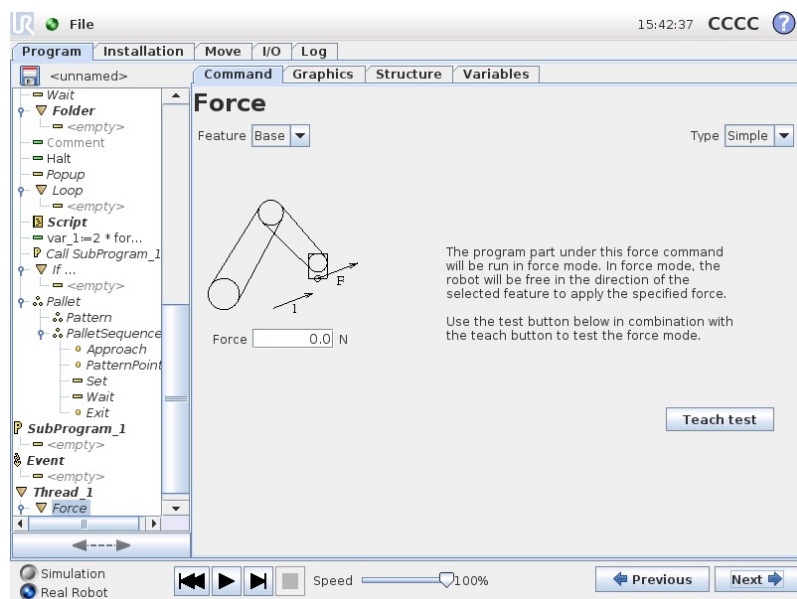 UR File 15:42:37 CCCC ?
Program Installation Move I/O Log
<unnamed>
Command Graphics Structure Variables
Wait
Folder
<empty>
Comment
Halt
Popup
Loop
<empty>
Script
var_1:=2 * for...
P Call SubProgram_1
If ...
<empty>
Pallet
Pattern
PalletSequence
Approach
PatternPoint
Set
Wait
Exit
P SubProgram_1
<empty>
Event
<empty>
Thread_1
Force
Force
Feature Base Type Simple
F
1
Force 0.0 N
The program part under this force command
will be run in force mode. In force mode, the
robot will be free in the direction of the
selected feature to apply the specified force.
Use the test button below in combination with
the teach button to test the force mode.
Teach test
Simulation
Real Robot
Speed 100%
Previous Next